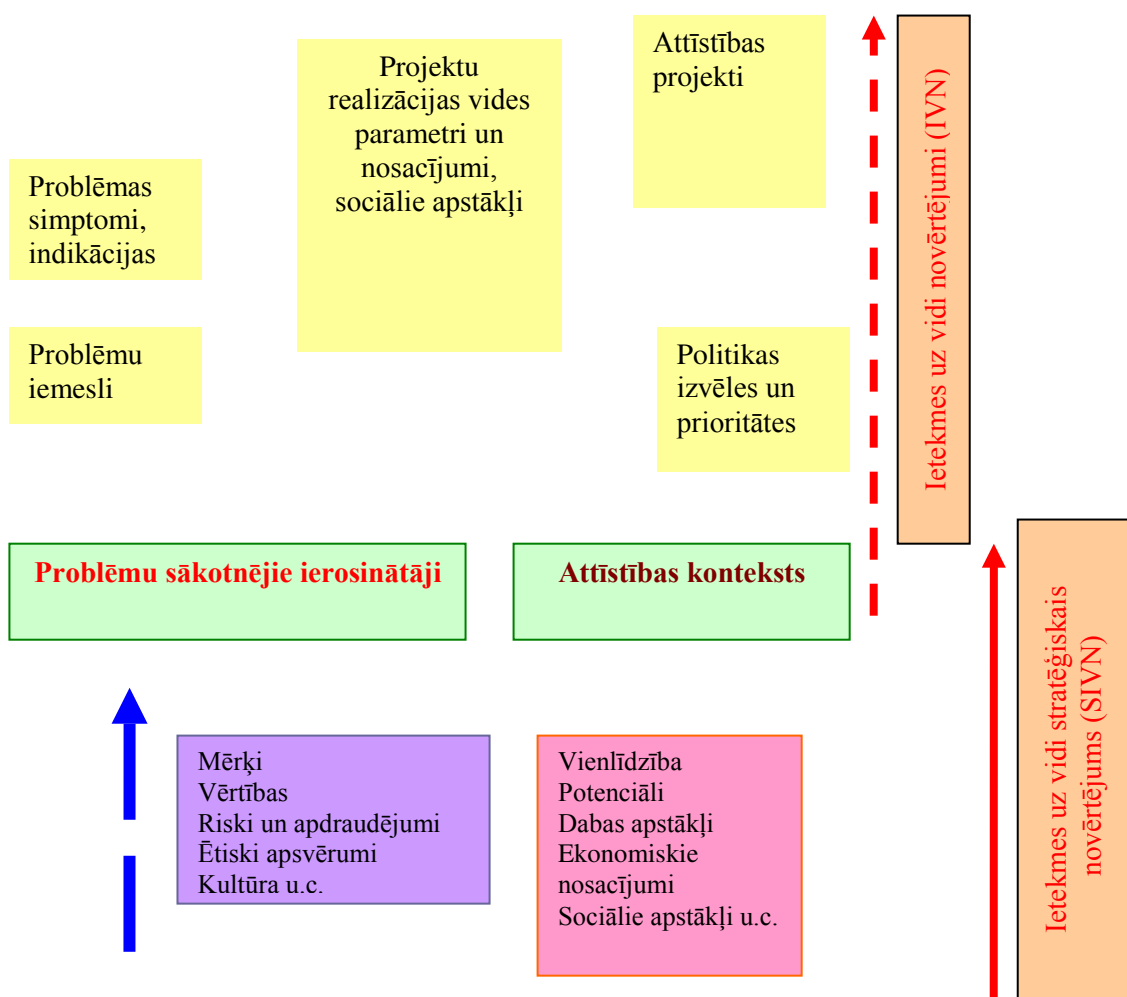 Attīstības
projekti
Projektu
realizācijas vides
parametri un
nosacījumi,
sociālie apstākļi
Problēmas
simptomi,
indikācijas
Problēmu
iemesli
Politikas
izvēles un
prioritātes
Ietekmes uz vidi novērtējumi (IVN)
Problēmu sākotnējie ierosinātāji
Attīstības konteksts
Mērķi
Vērtības
Riski un apdraudējumi
Ētiski apsvērumi
Kultūra u.c.
Vienlīdzība
Potenciāli
Dabas apstākļi
Ekonomiskie
nosacījumi
Sociālie apstākļi u.c.
Ietekmes uz vidi stratēģiskais
novērtējums (SIVN)